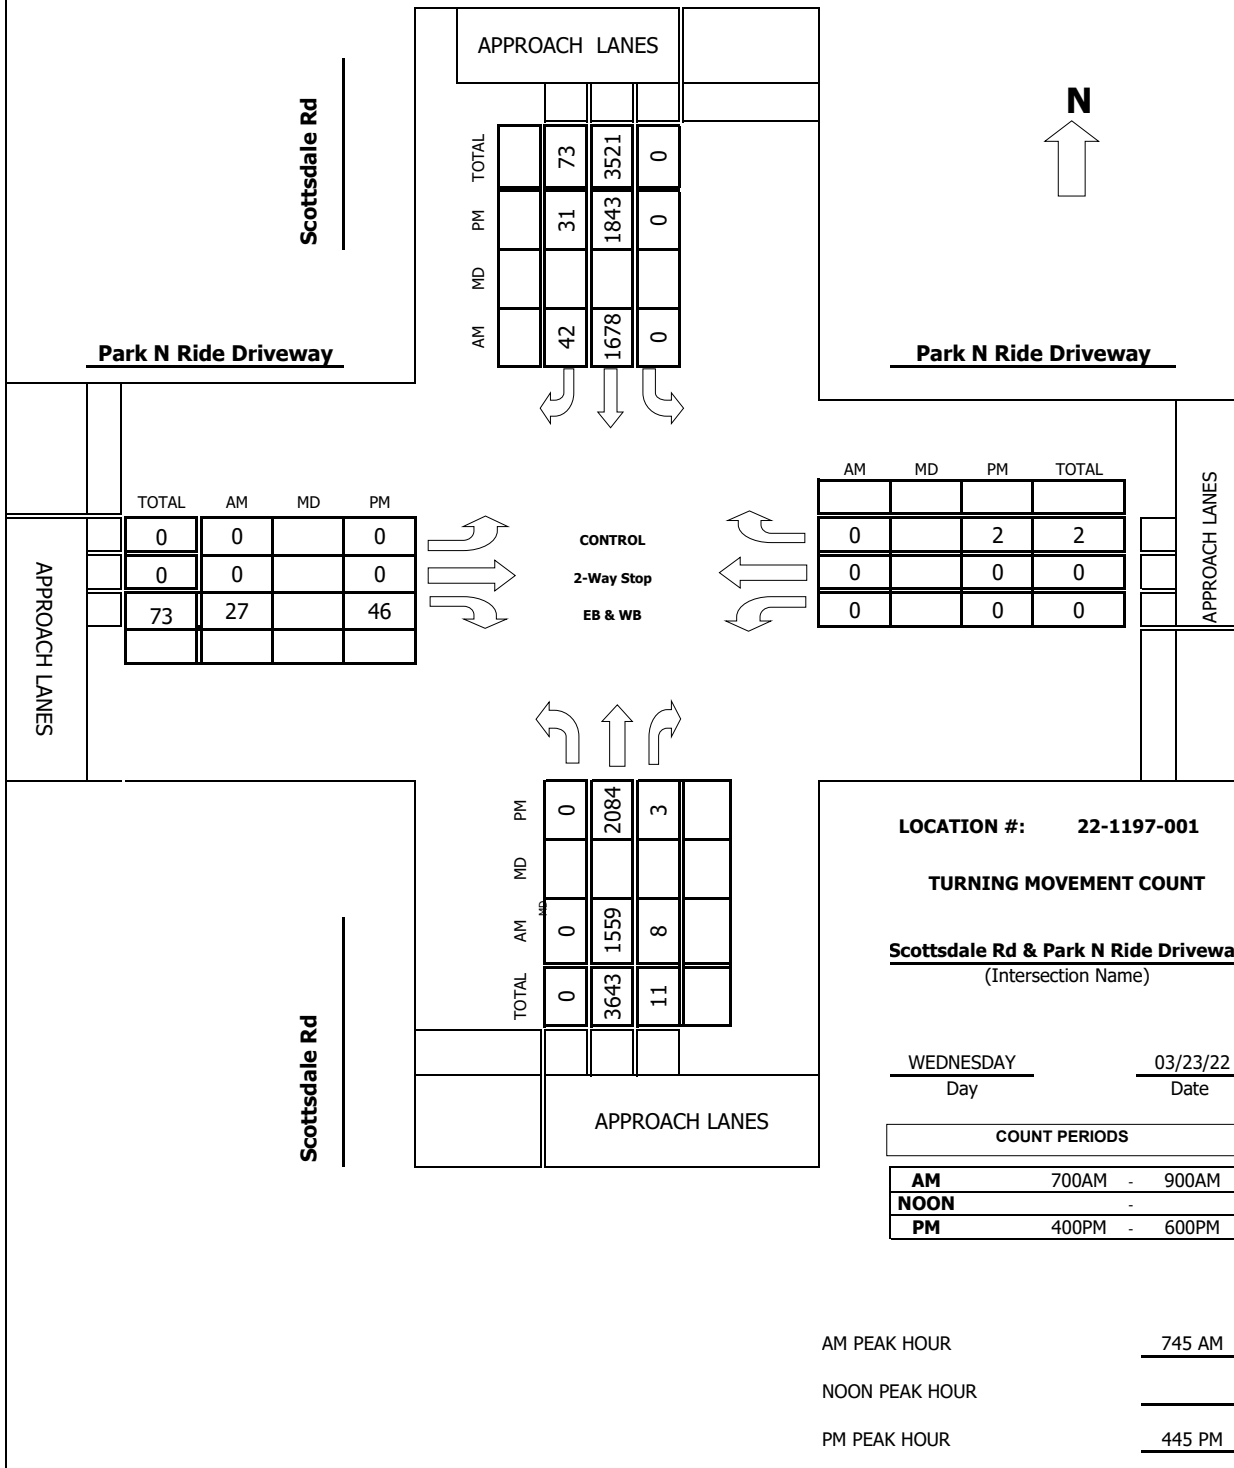 APPROACH LANES
Scottsdale Rd
N
TOTAL 73 3521 0
PM 31 1843 0
MD
AM 42 1678 0
Park N Ride Driveway
Park N Ride Driveway
AM MD PM TOTAL
TOTAL AM MD PM
0 0 0
CONTROL
0 2 2
0 0 0
2-Way Stop
0 0 0
73 27 46
EB & WB
0 0 0
APPROACH LANES
APPROACH LANES
PM 0 2084 3
MD
MD
AM 0 1559 8
TOTAL 0 3643 11
LOCATION #: 22-1197-001
TURNING MOVEMENT COUNT
Scottsdale Rd & Park N Ride Drivewa
(Intersection Name)
Scottsdale Rd
WEDNESDAY 03/23/22
Day Date
APPROACH LANES
COUNT PERIODS
AM 700AM - 900AM
NOON -
PM 400PM - 600PM
AM PEAK HOUR 745 AM
NOON PEAK HOUR
PM PEAK HOUR 445 PM